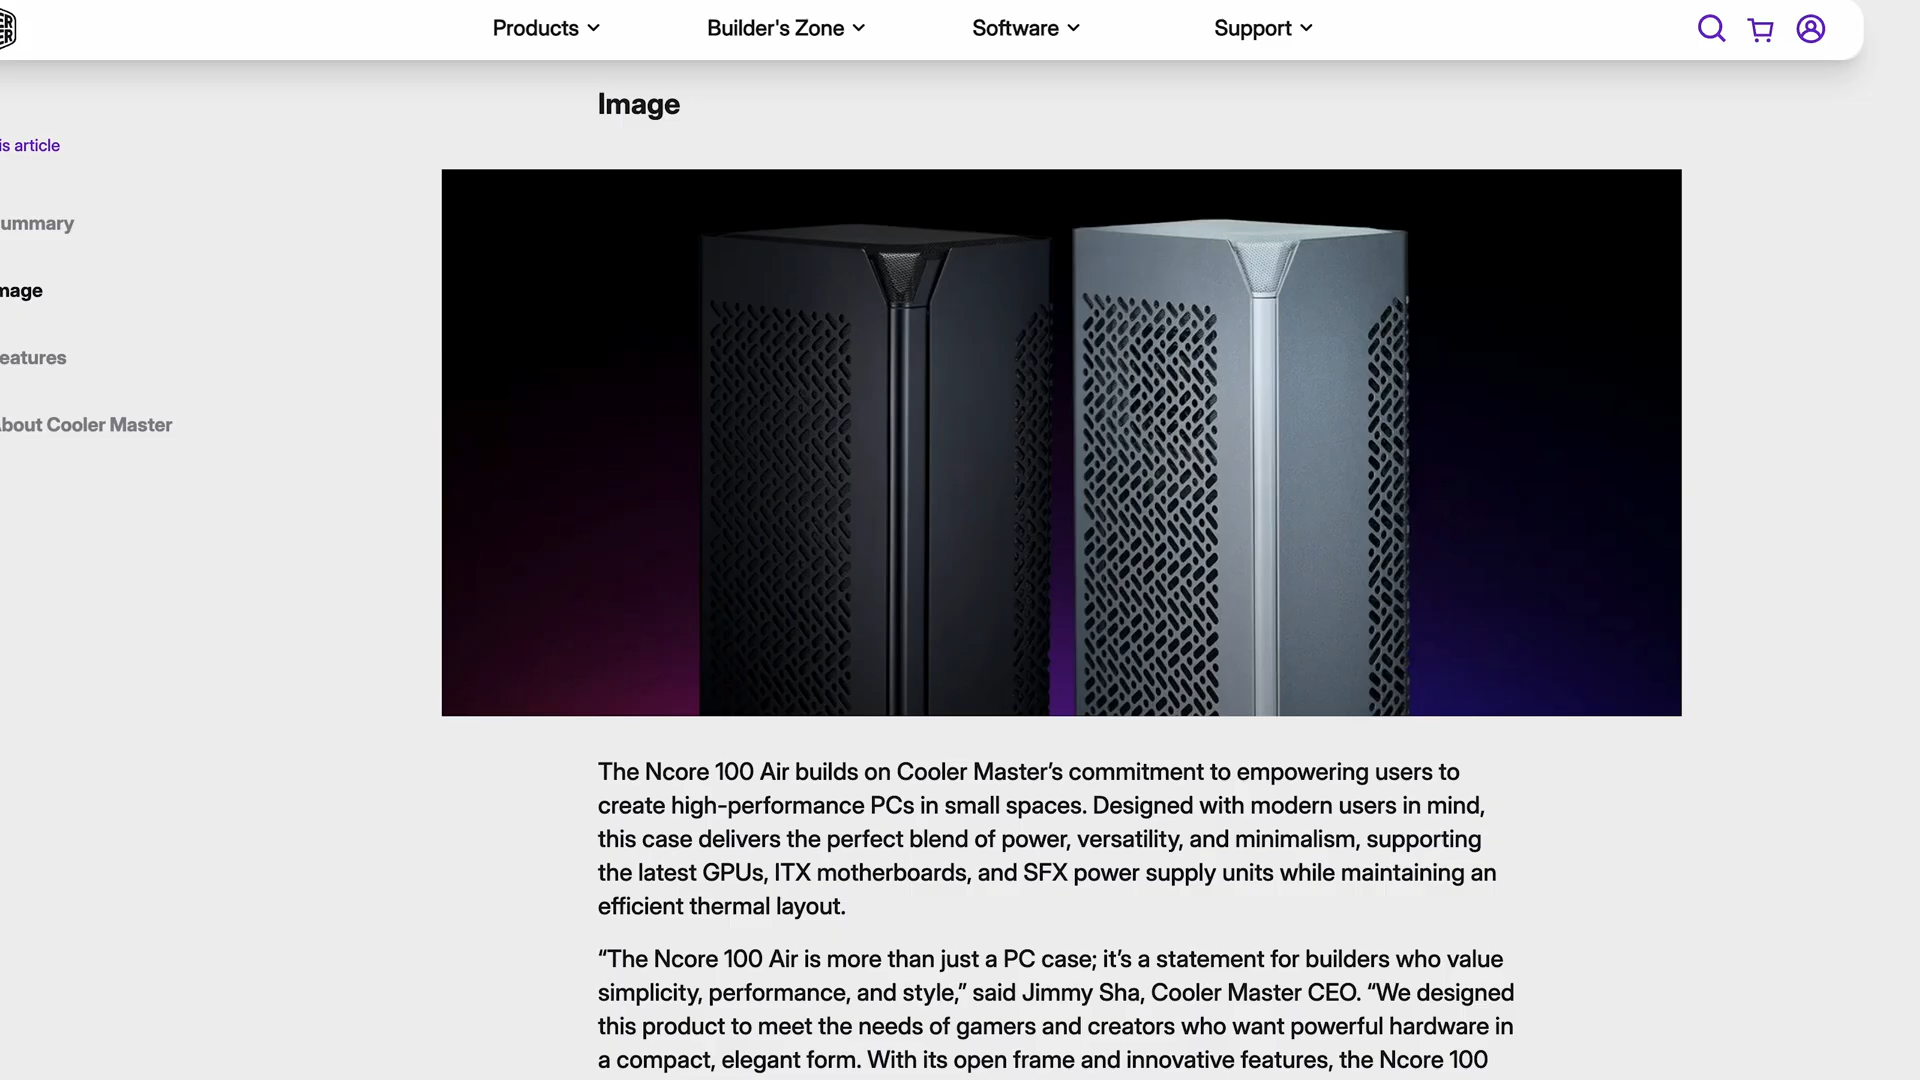 Products
Builder's Zone
Software
Support
Image
is article
ummary
mage
eatures
bout Cooler Master
The Ncore 100 Air builds on Cooler Master’s commitment to empowering users to
create high-performance PCs in small spaces. Designed with modern users in mind,
this case delivers the perfect blend of power, versatility, and minimalism, supporting
the latest GPUs, ITX motherboards, and SFX power supply units while maintaining an
efficient thermal layout.
“The Ncore 100 Air is more than just a PC case; it’s a statement for builders who value
simplicity, performance, and style,” said Jimmy Sha, Cooler Master CEO. “We designed
this product to meet the needs of gamers and creators who want powerful hardware in
a compact, elegant form. With its open frame and innovative features, the Ncore 100